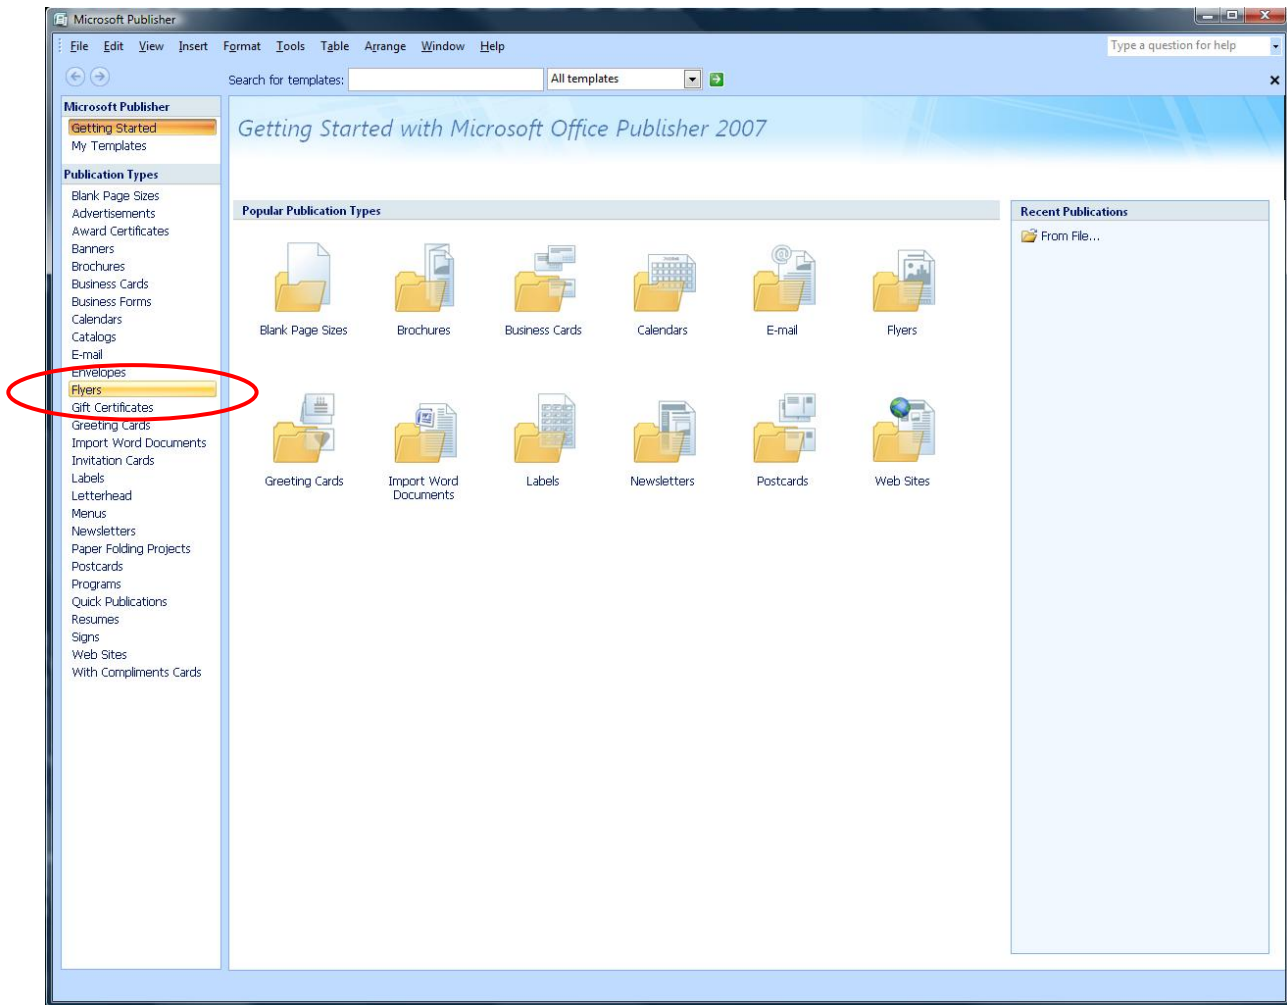 Microsoft Publisher
File Edit View Insert Format Tools Table Arrange Window Help
Type a question for help
Search for templates:
All templates
Microsoft Publisher
Getting Started
My Templates
Publication Types
Blank Page Sizes
Advertisements
Award Certificates
Banners
Brochures
Business Cards
Business Forms
Calendars
Catalogs
E-mail
Envelopes
Flyers
Gift Certificates
Greeting Cards
Import Word Documents
Invitation Cards
Labels
Letterhead
Menus
Newsletters
Paper Folding Projects
Postcards
Programs
Quick Publications
Resumes
Signs
Web Sites
With Compliments Cards
Getting Started with Microsoft Office Publisher 2007
Popular Publication Types
Blank Page Sizes
Brochures
Business Cards
Calendars
E-mail
Flyers
Greeting Cards
Import Word
Documents
Labels
Newsletters
Postcards
Web Sites
Recent Publications
From File...